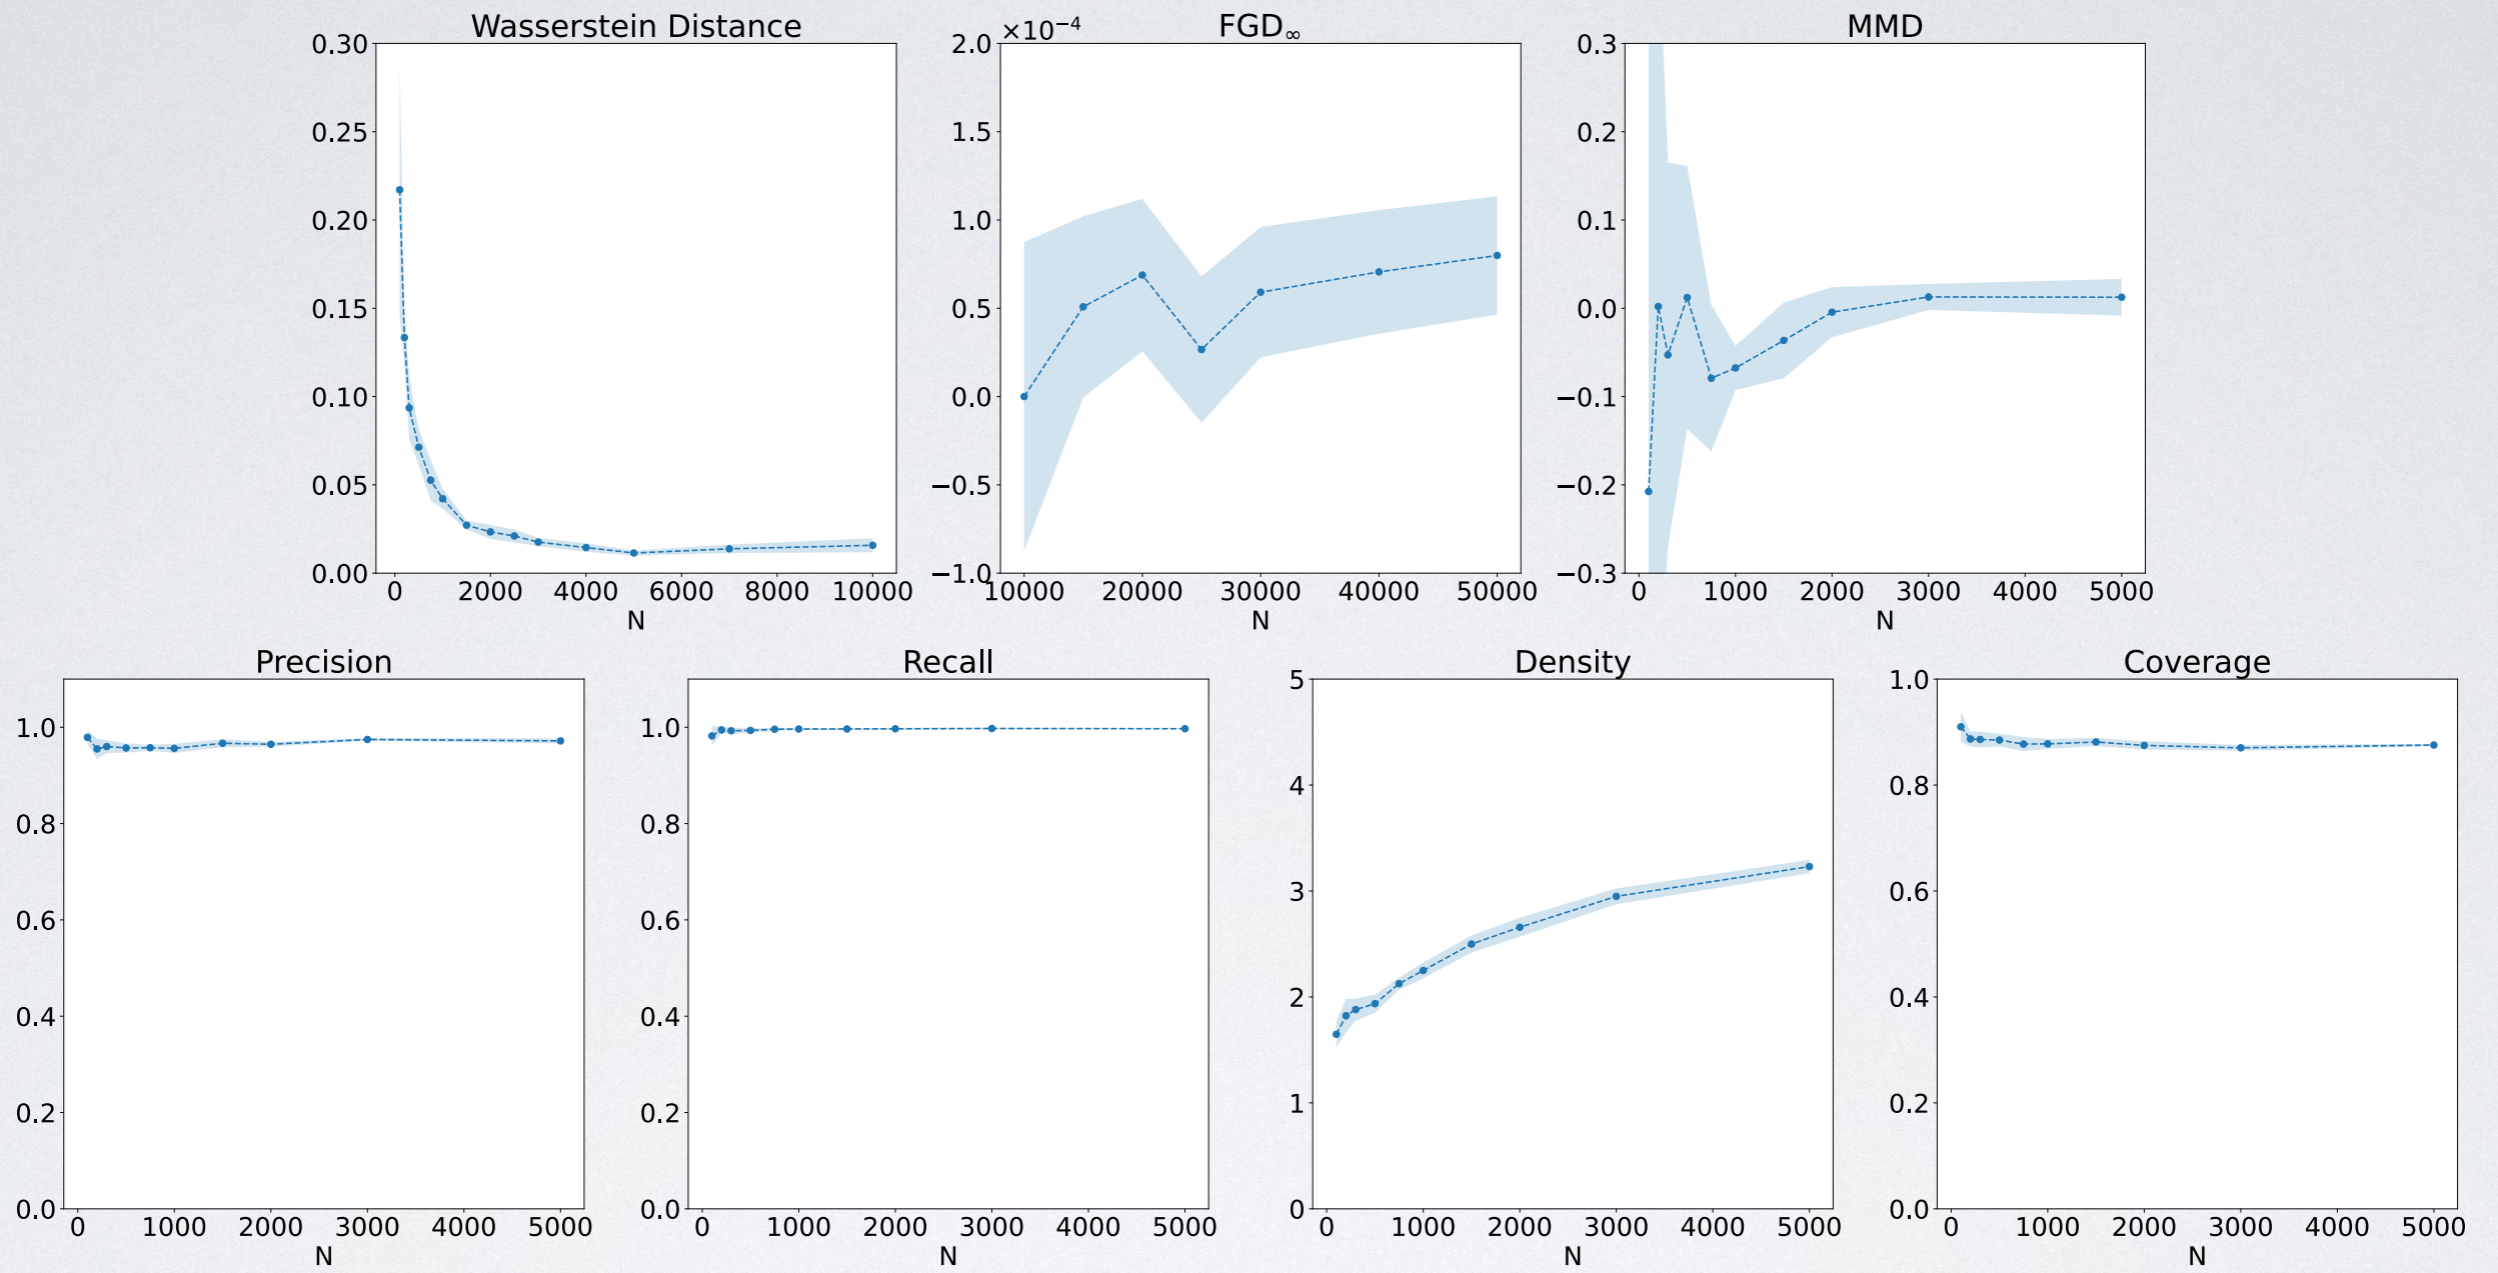 Wasserstein Distance
0.30
0.25
0.20
0.15
0.10
0.05
0.00
0 2000 4000 6000 8000 10000
N
FGD∞
×10−4
2.0
1.5
1.0
0.5
0.0
−0.5
−1.0
10000 20000 30000 40000 50000
N
MMD
0.3
0.2
0.1
0.0
−0.1
−0.2
−0.3
0 1000 2000 3000 4000 5000
N
Precision
1.0
0.8
0.6
0.4
0.2
0.0
0 1000 2000 3000 4000 5000
N
Recall
1.0
0.8
0.6
0.4
0.2
0.0
0 1000 2000 3000 4000 5000
N
Density
5
4
3
2
1
0
0 1000 2000 3000 4000 5000
N
Coverage
1.0
0.8
0.6
0.4
0.2
0.0
0 1000 2000 3000 4000 5000
N